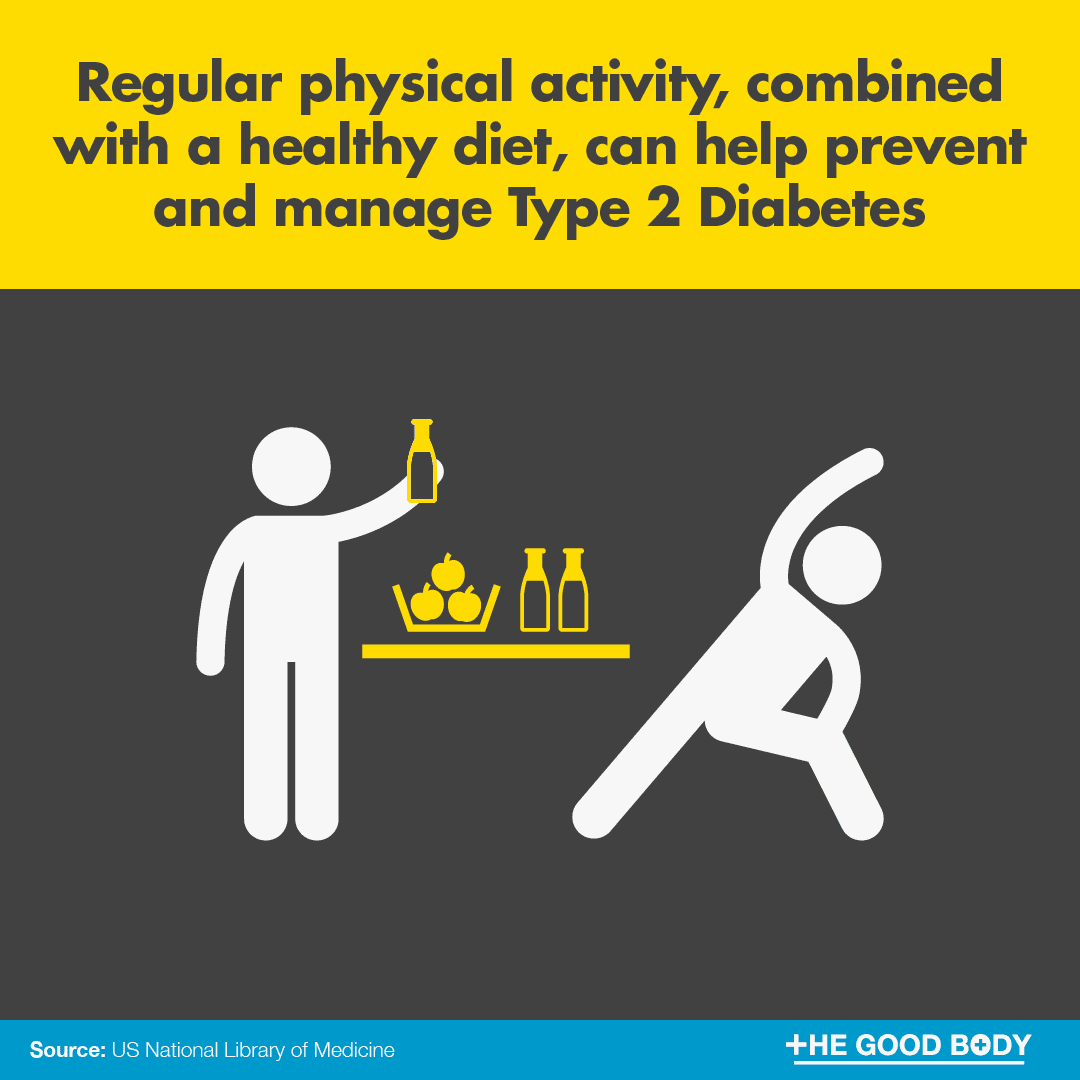 Regular physical activity, combined
with a healthy diet, can help prevent
and manage Type 2 Diabetes
Source: US National Library of Medicine
THE GOOD BODY